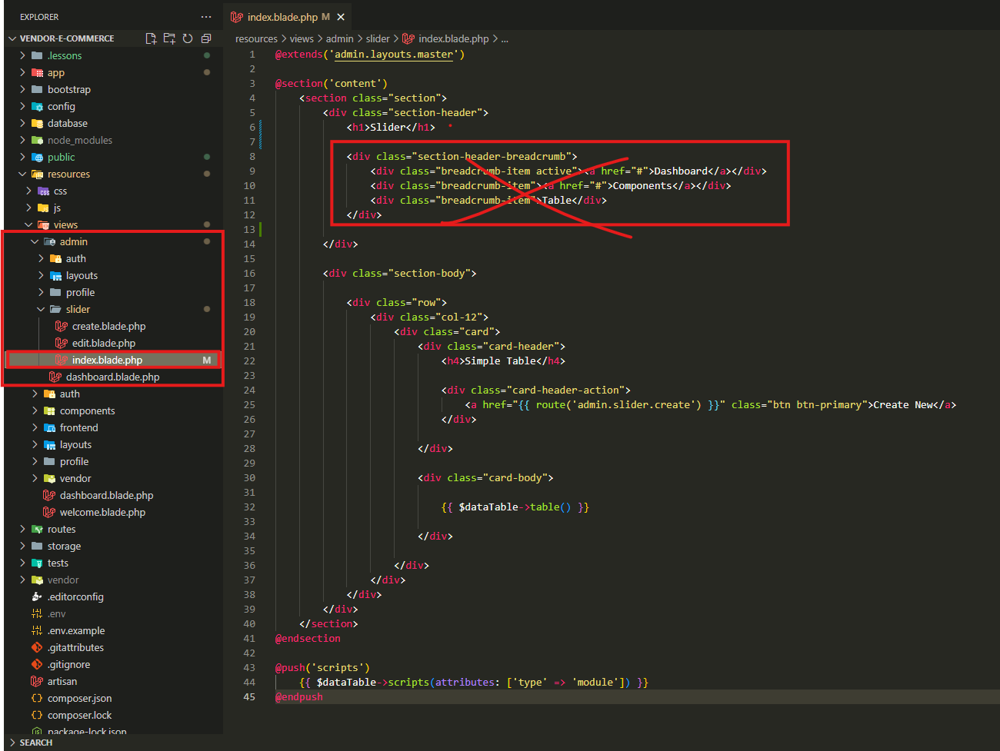 EXPLORER ...
VENDOR-E-COMMERCE
.lessons
app
bootstrap
config
database
node_modules
public
resources
css
js
views
admin
auth
layouts
profile
slider
create.blade.php
edit.blade.php
index.blade.php M
dashboard.blade.php
auth
components
frontend
layouts
profile
vendor
dashboard.blade.php
welcome.blade.php
routes
storage
tests
vendor
.editorconfig
.env
.env.example
.gitattributes
.gitignore
artisan
composer.json
composer.lock
package-lock.json
SEARCH
index.blade.php M
resources > views > admin > slider > index.blade.php > ...
1 @extends('admin.layouts.master')
2
3 @section('content')
4 <section class="section">
5 <div class="section-header">
6 <h1>Slider</h1>
7
8 <div class="section-header-breadcrumb">
9 <div class="breadcrumb-item active"><a href="#">Dashboard</a></div>
10 <div class="breadcrumb-item"><a href="#">Components</a></div>
11 <div class="breadcrumb-item">Table</div>
12 </div>
13
14 </div>
15
16 <div class="section-body">
17
18 <div class="row">
19 <div class="col-12">
20 <div class="card">
21 <div class="card-header">
22 <h4>Simple Table</h4>
23
24 <div class="card-header-action">
25 <a href="{{ route('admin.slider.create') }}" class="btn btn-primary">Create New</a>
26 </div>
27
28 </div>
29
30 <div class="card-body">
31
32 {{ $dataTable->table() }}
33
34 </div>
35
36 </div>
37 </div>
38 </div>
39 </div>
40 </section>
41 @endsection
42
43 @push('scripts')
44 {{ $dataTable->scripts(attributes: ['type' => 'module']) }}
45 @endpush